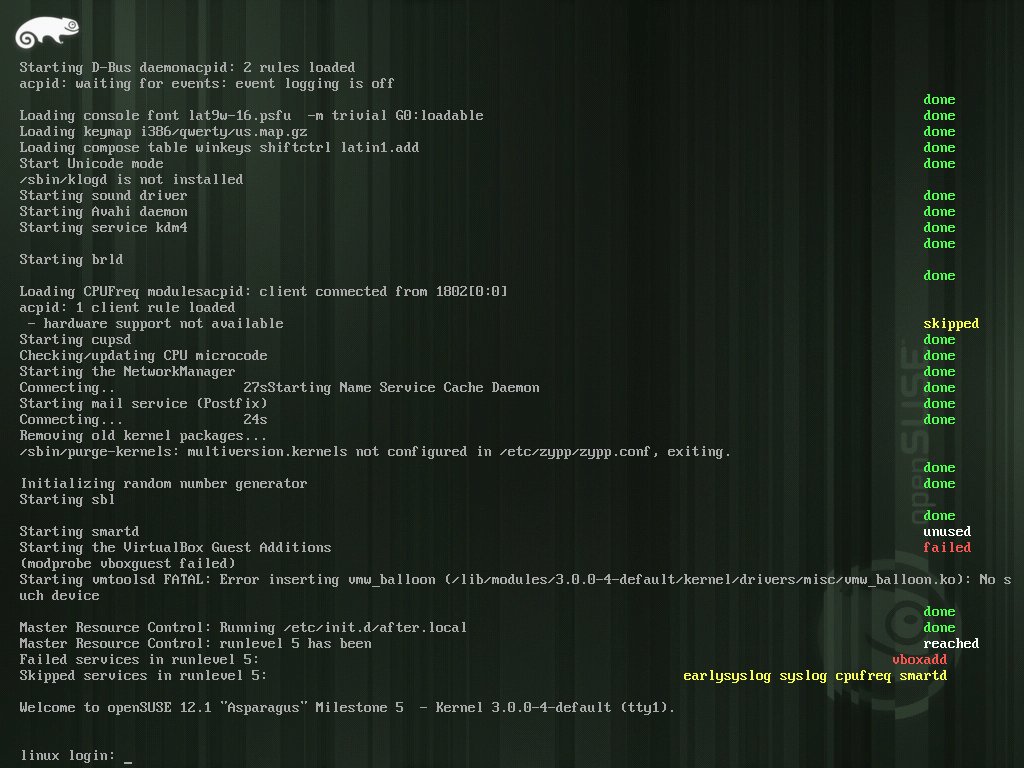 Starting D-Bus daemonacpid: 2 rules loaded
acpid: waiting for events: event logging is off
done
Loading console font lat9w-16.psfu  -m trivial G0:loadable done
Loading keymap i386/qwerty/us.map.gz done
Loading compose table winkeys shiftctrl latin1.add done
Start Unicode mode done
/sbin/klogd is not installed
Starting sound driver done
Starting Avahi daemon done
Starting service kdm4 done
done
Starting brld
done
Loading CPUFreq modulesacpid: client connected from 1802[0:0]
acpid: 1 client rule loaded
- hardware support not available skipped
Starting cupsd done
Checking/updating CPU microcode done
Starting the NetworkManager done
Connecting.. 27sStarting Name Service Cache Daemon done
Starting mail service (Postfix) done
Connecting... 24s done
Removing old kernel packages...
/sbin/purge-kernels: multiversion.kernels not configured in /etc/zypp/zypp.conf, exiting.
done
Initializing random number generator done
Starting sbl
done
Starting smartd unused
Starting the VirtualBox Guest Additions failed
(modprobe vboxguest failed)
Starting vmtoolsd FATAL: Error inserting vmw_balloon (/lib/modules/3.0.0-4-default/kernel/drivers/misc/vmw_balloon.ko): No s
uch device
done
Master Resource Control: Running /etc/init.d/after.local done
Master Resource Control: runlevel 5 has been reached
Failed services in runlevel 5: vboxadd
Skipped services in runlevel 5: earlysyslog syslog cpufreq smartd
Welcome to openSUSE 12.1 "Asparagus" Milestone 5  - Kernel 3.0.0-4-default (tty1).
linux login: _
openSUSE